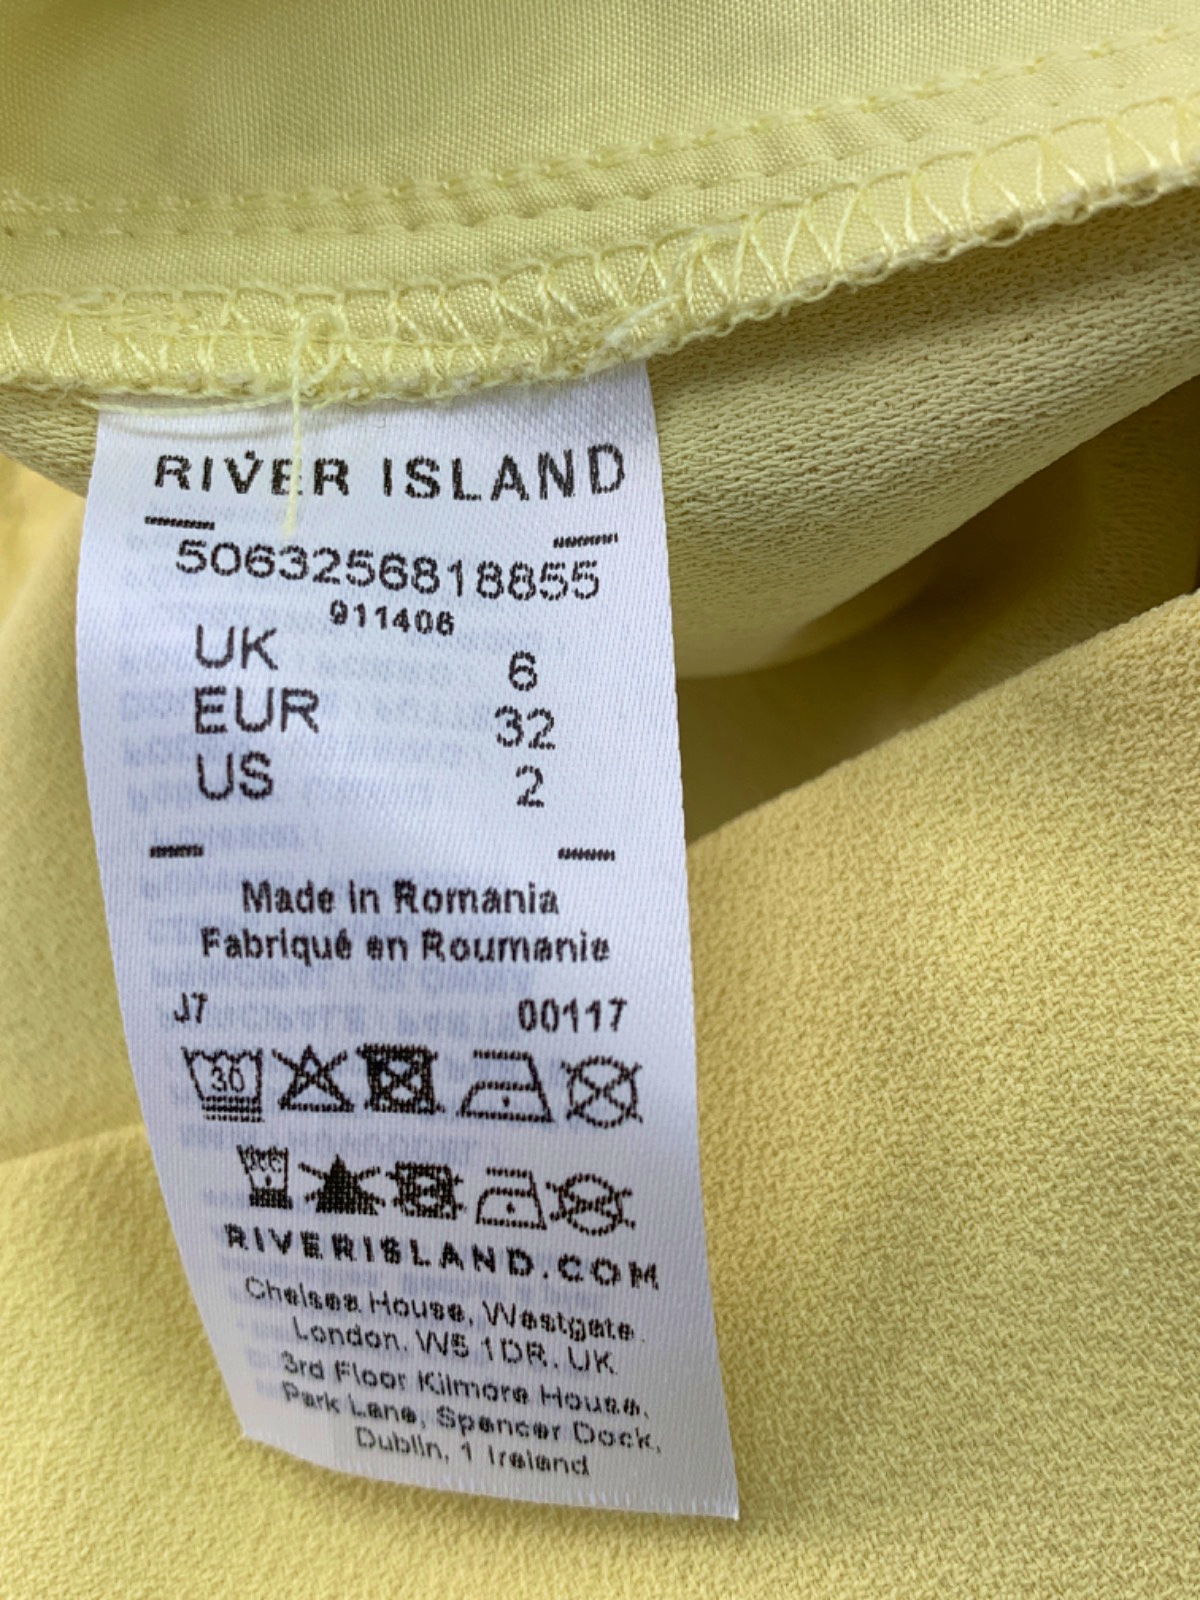 RIVER ISLAND
5063256818855
911406
UK 6
EUR 32
US 2
Made in Romania
Fabriqué en Roumanie
J7 00117
30
RIVERISLAND.COM
Chelsea House, Westgate.
London. W5 1DR. UK
3rd Floor Kilmore House,
Park Lane, Spencer Dock,
Dublin, 1 Ireland